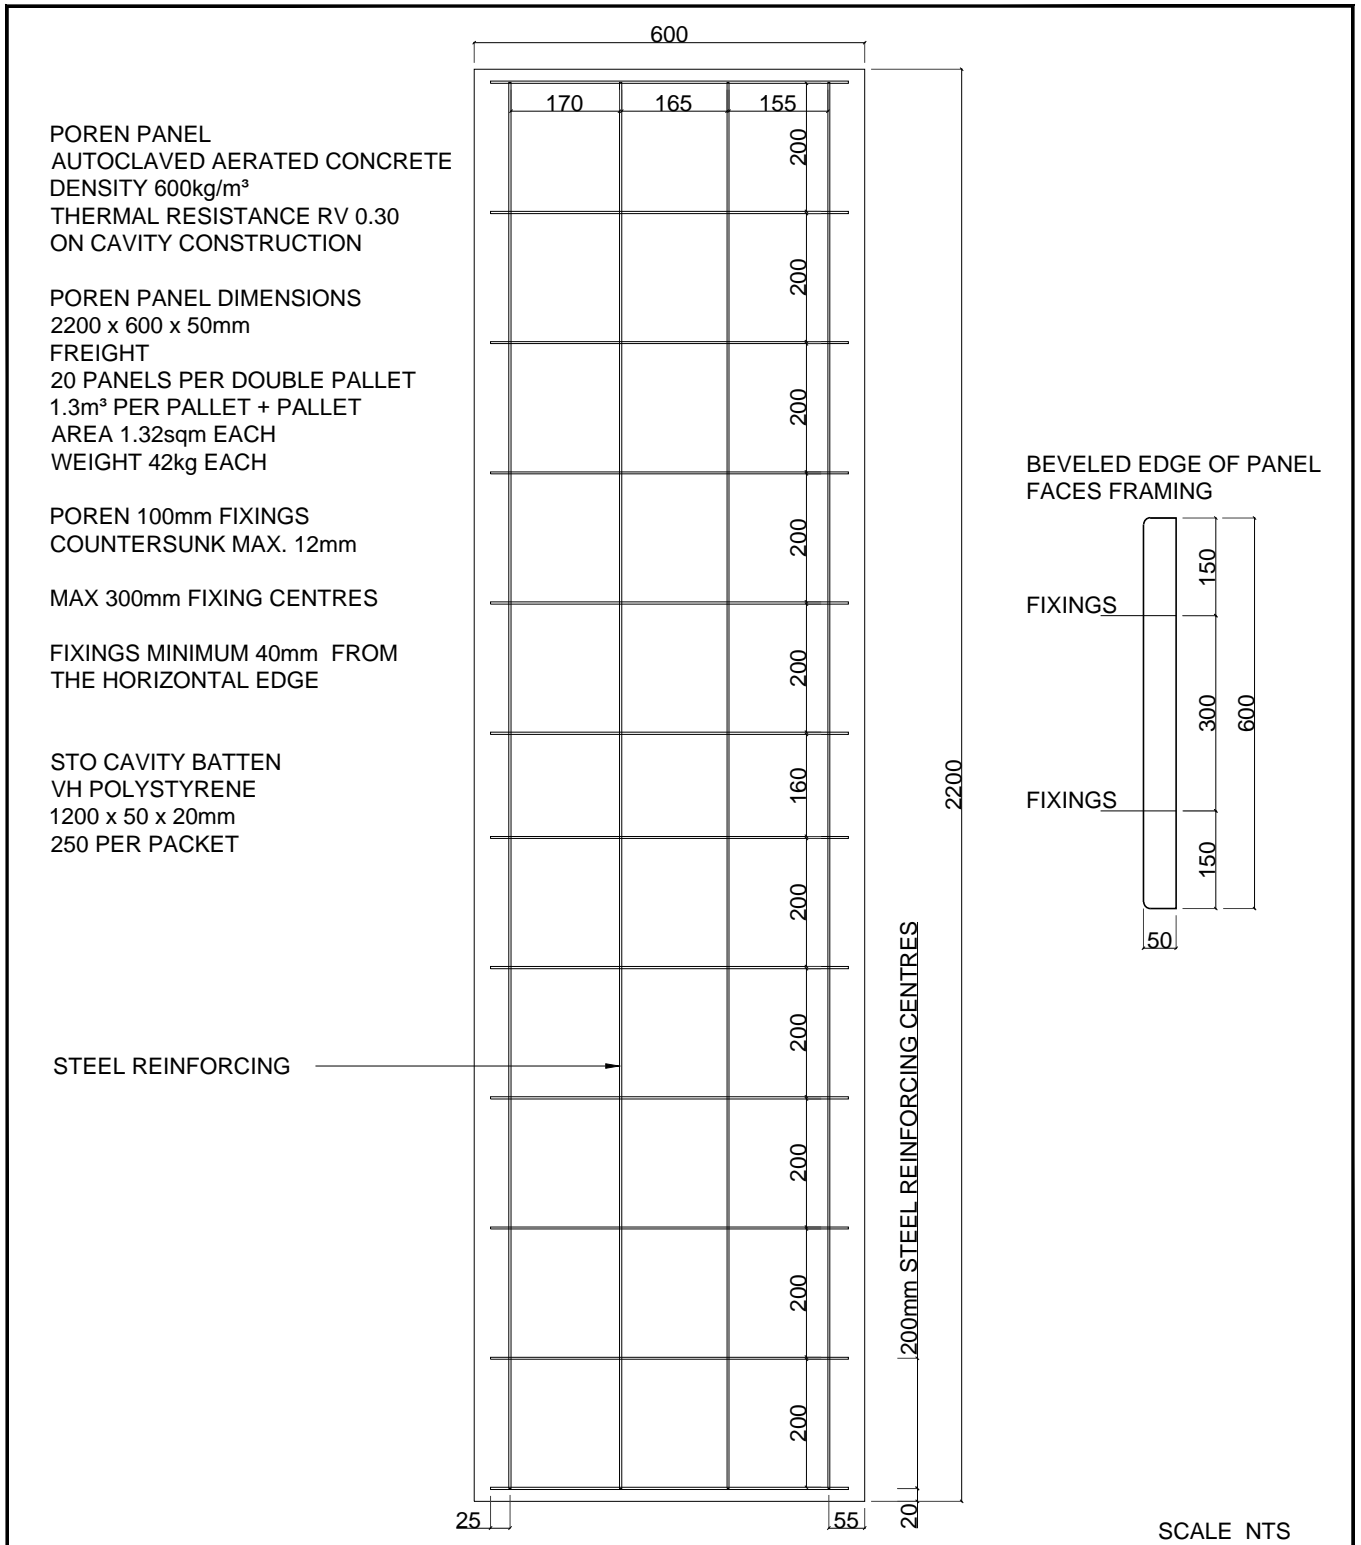 600
170 165 155
POREN PANEL
AUTOCLAVED AERATED CONCRETE
DENSITY 600kg/m³
THERMAL RESISTANCE RV 0.30
ON CAVITY CONSTRUCTION
POREN PANEL DIMENSIONS
2200 x 600 x 50mm
FREIGHT
20 PANELS PER DOUBLE PALLET
1.3m³ PER PALLET + PALLET
AREA 1.32sqm EACH
WEIGHT 42kg EACH
POREN 100mm FIXINGS
COUNTERSUNK MAX. 12mm
MAX 300mm FIXING CENTRES
FIXINGS MINIMUM 40mm FROM
THE HORIZONTAL EDGE
STO CAVITY BATTEN
VH POLYSTYRENE
1200 x 50 x 20mm
250 PER PACKET
STEEL REINFORCING
200
200
200
200
200
160
200
200
200
200
200
2200
200mm STEEL REINFORCING CENTRES
20
25
55
BEVELED EDGE OF PANEL
FACES FRAMING
FIXINGS
FIXINGS
150
300
150
600
50
SCALE NTS